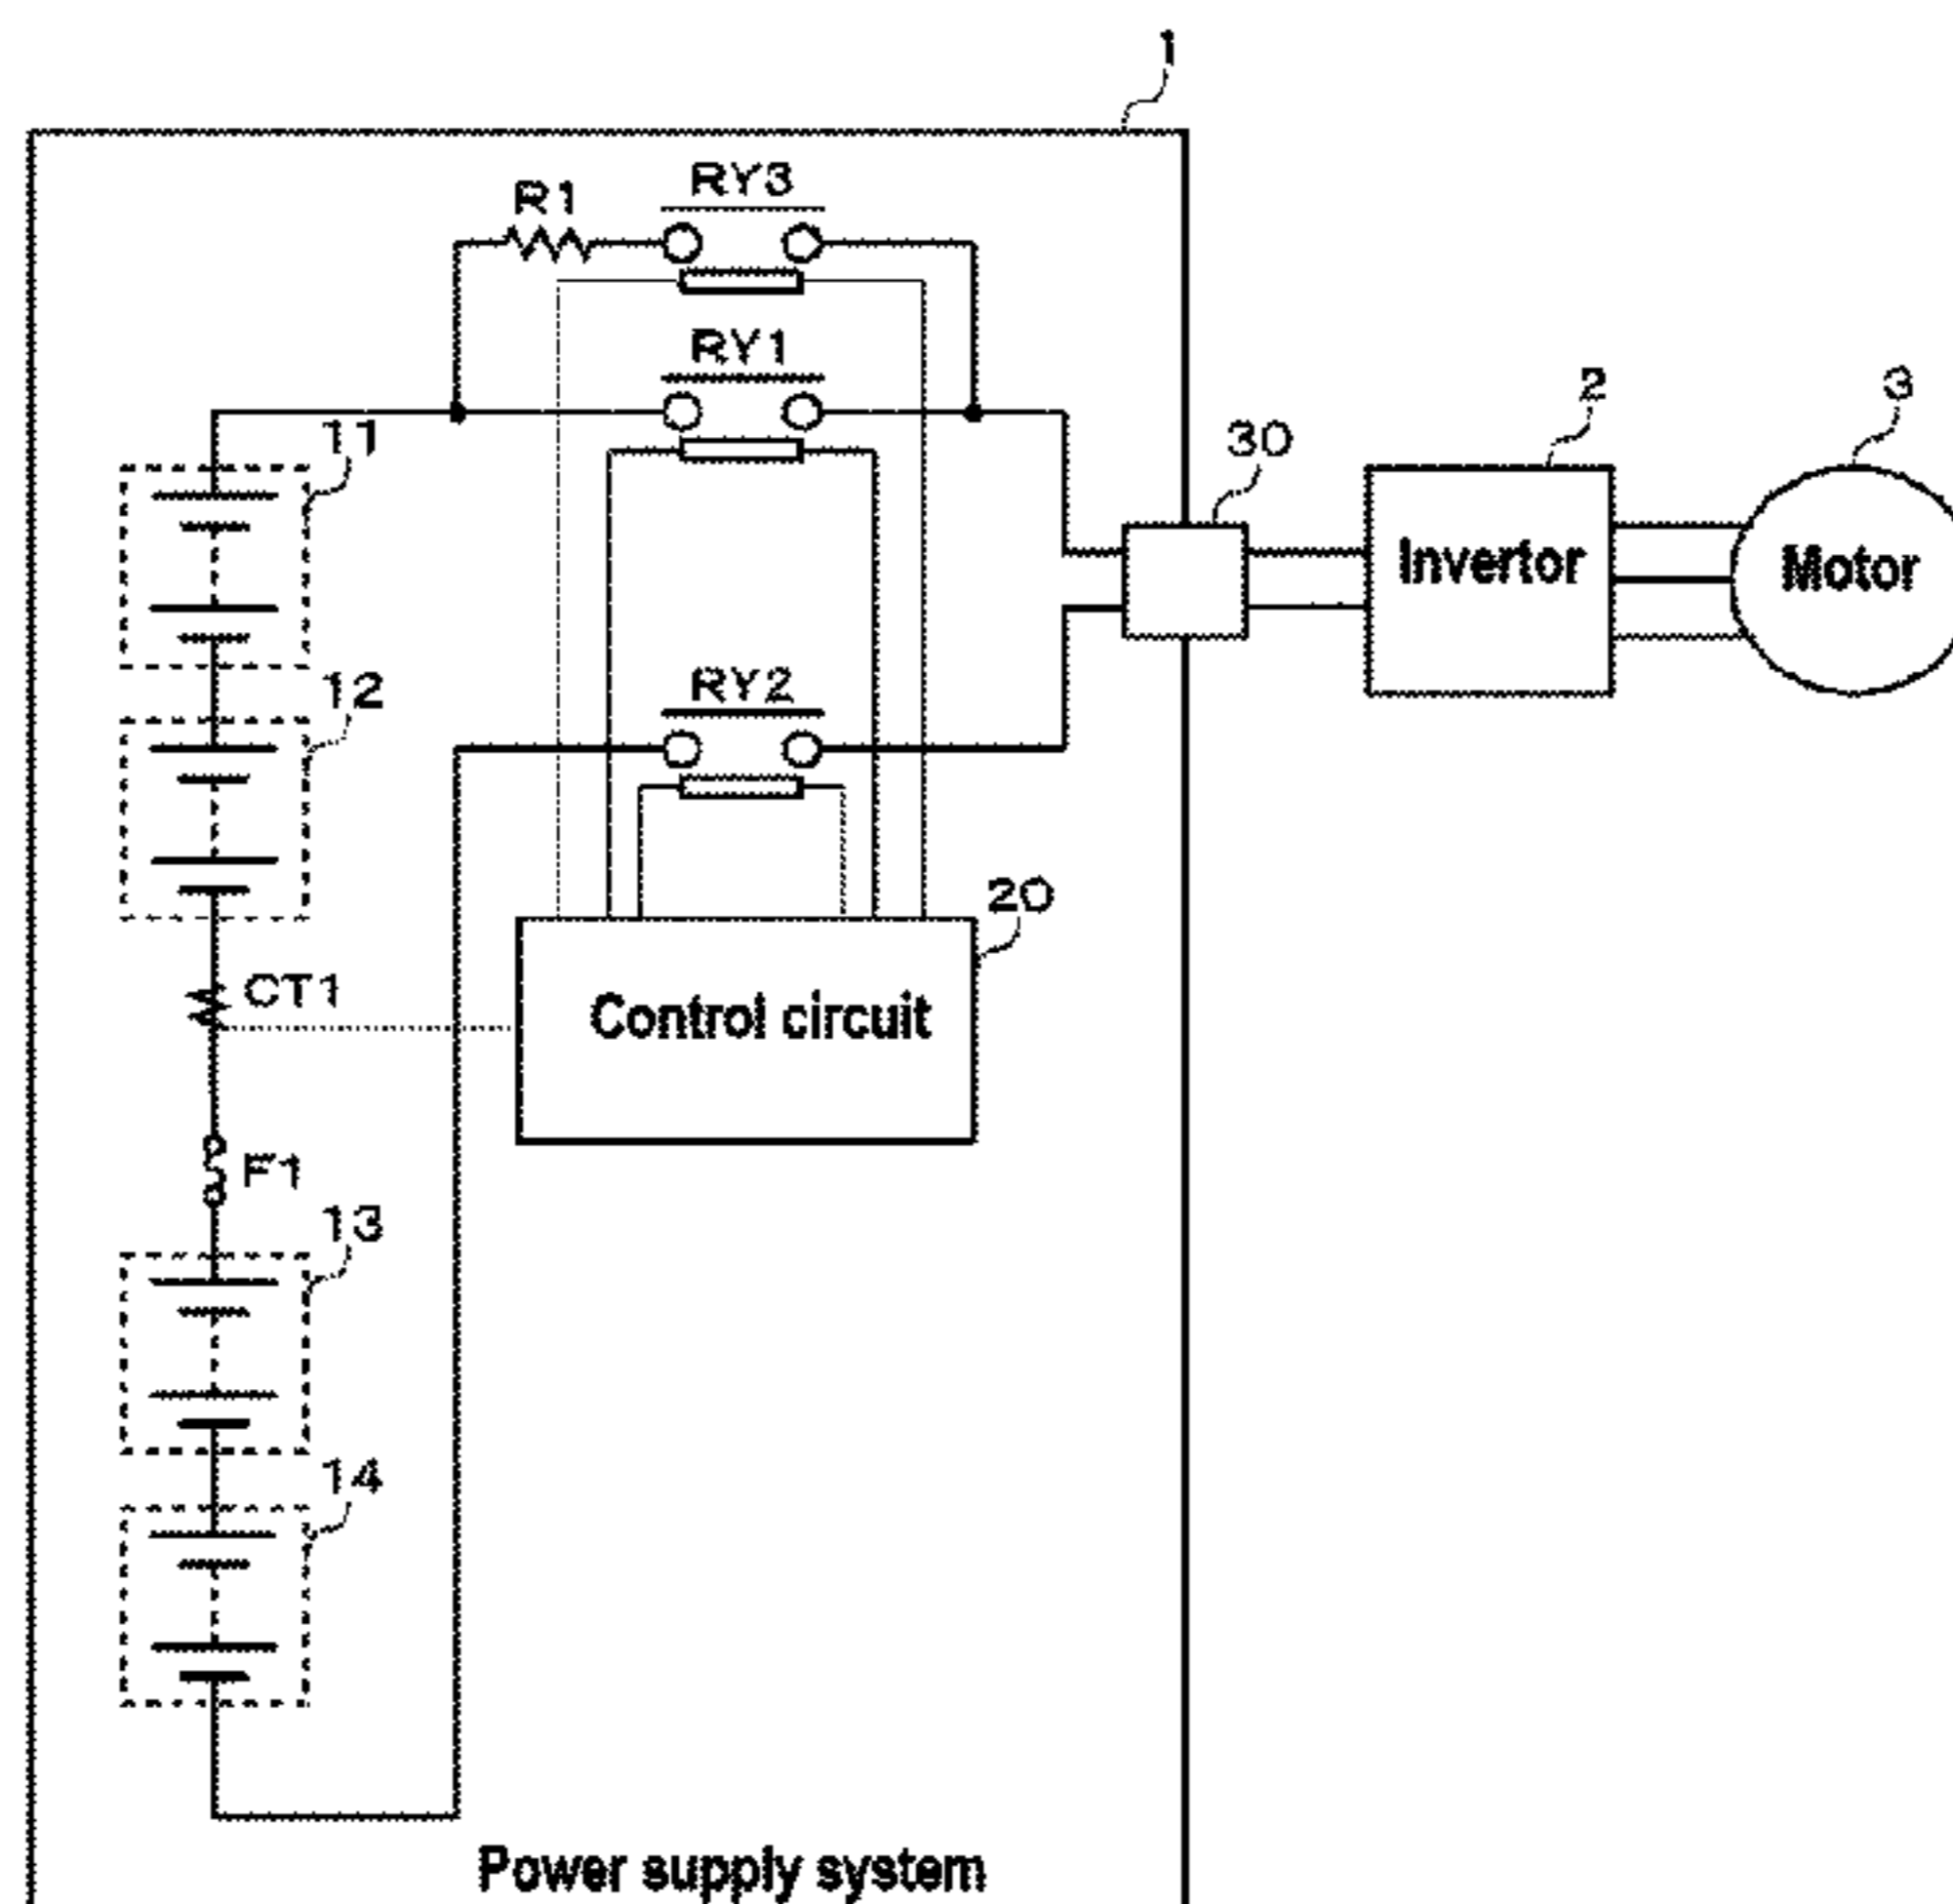 1
R1
RY3
RY1
11
30
2
3
Invertor
Motor
12
RY2
20
CT1
Control circuit
F1
13
14
Power supply system